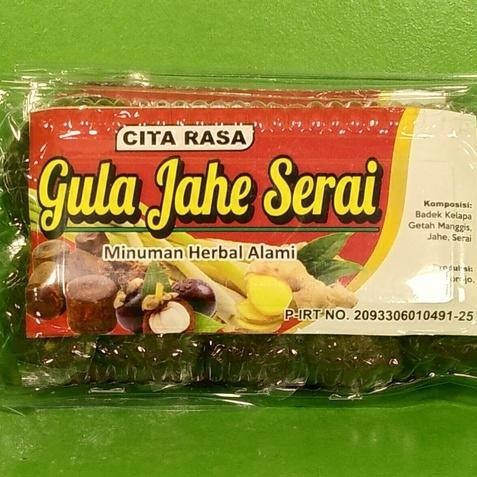 CITA RASA
Gula Jahe Serai
Minuman Herbal Alami
Komposisi:
Badek Kelapa
Getah Manggis,
Jahe, Serai
P-IRT NO. 2093306010491-25